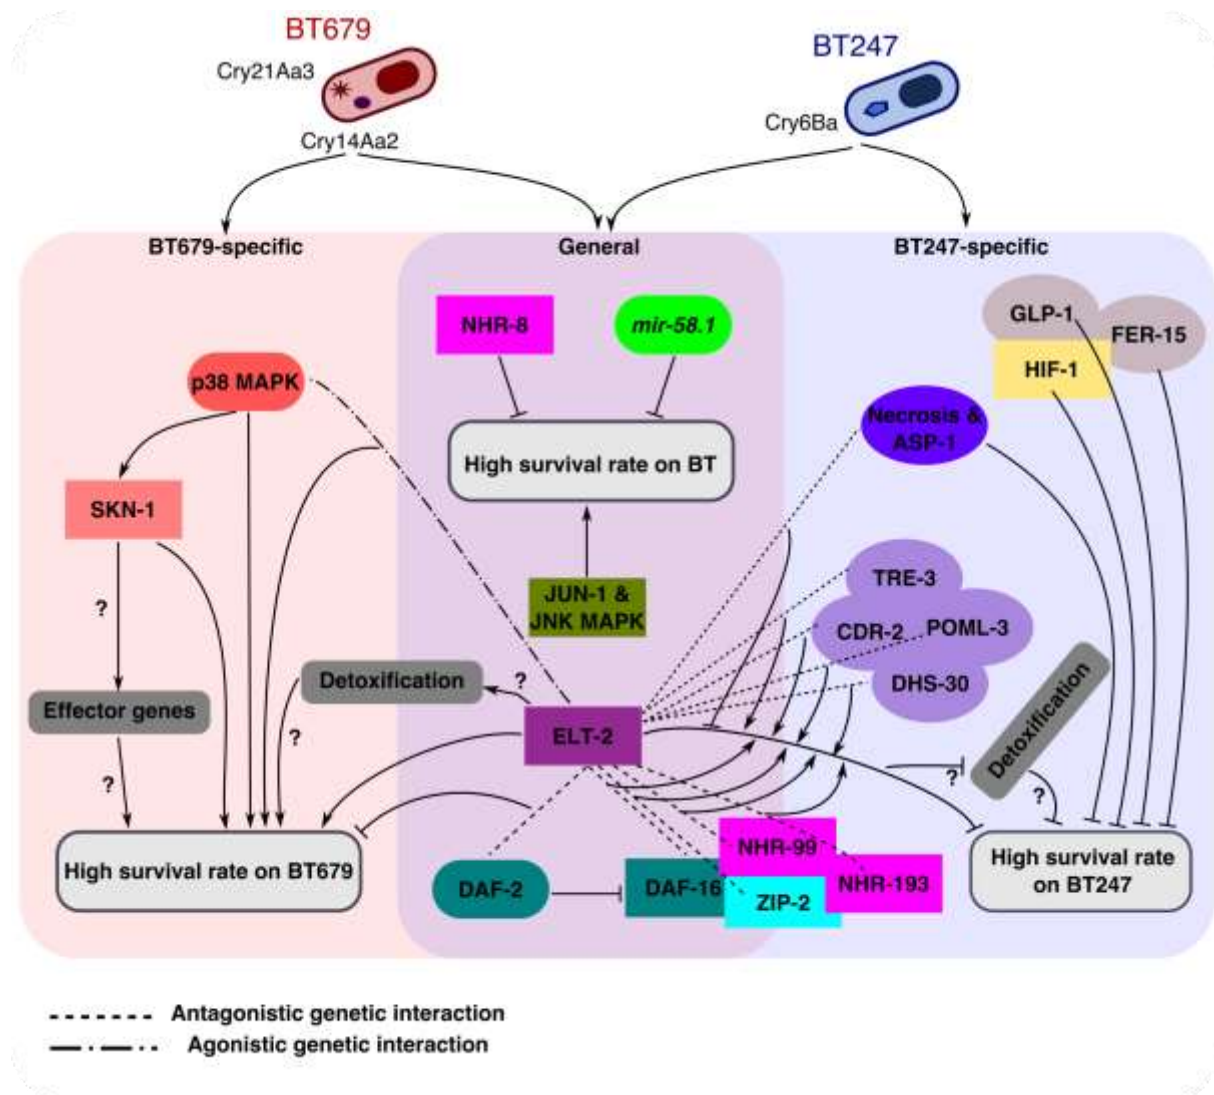 BT679
BT247
Cry21Aa3
Cry6Ba
Cry14Aa2
BT679-specific
General
BT247-specific
NHR-8
mir-58.1
GLP-1
FER-15
HIF-1
p38 MAPK
Necrosis &
ASP-1
High survival rate on BT
SKN-1
TRE-3
JUN-1 &
JNK MAPK
?
CDR-2
POML-3
Detoxification
?
DHS-30
Effector genes
?
ELT-2
Detoxification
?
?
?
High survival rate on BT679
DAF-2
DAF-16
NHR-99
NHR-193
ZIP-2
High survival rate
on BT247
Antagonistic genetic interaction
Agonistic genetic interaction